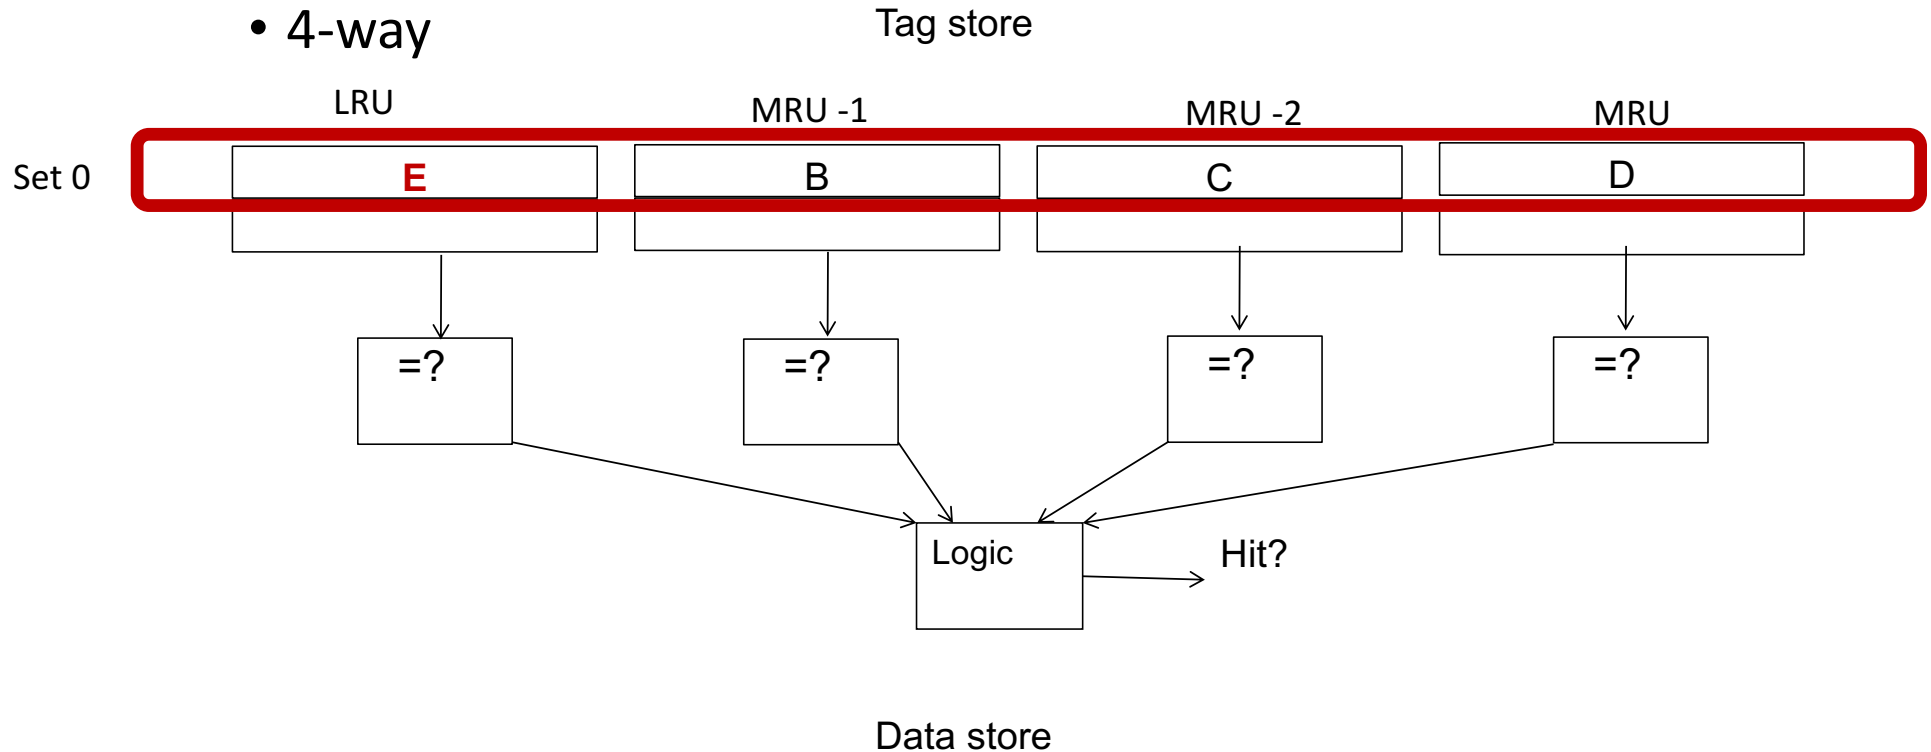 • 4-way
Tag store
LRU
MRU -1
MRU -2
MRU
Set 0
E
B
C
D
=?
=?
=?
=?
Logic
Hit?
Data store